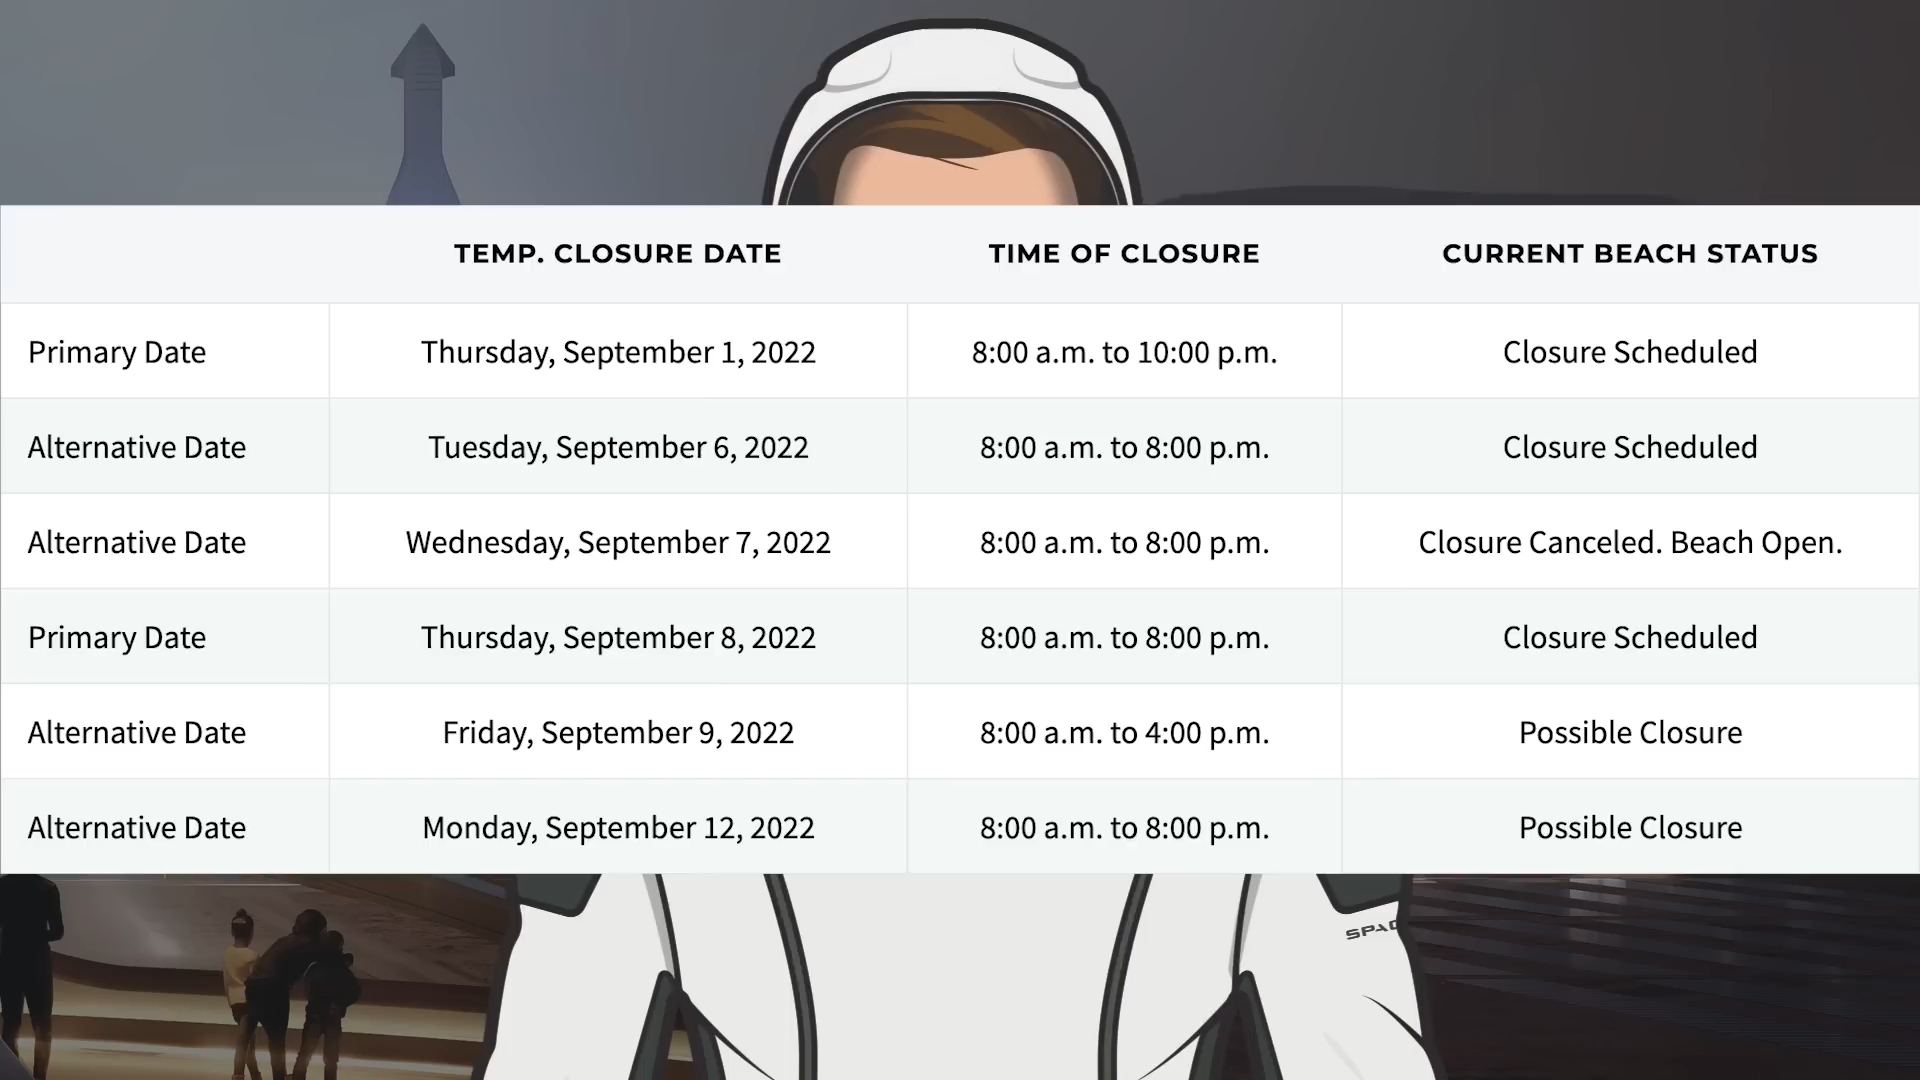 TEMP. CLOSURE DATE TIME OF CLOSURE CURRENT BEACH STATUS
Primary Date Thursday, September 1, 2022 8:00 a.m. to 10:00 p.m. Closure Scheduled
Alternative Date Tuesday, September 6, 2022 8:00 a.m. to 8:00 p.m. Closure Scheduled
Alternative Date Wednesday, September 7, 2022 8:00 a.m. to 8:00 p.m. Closure Canceled. Beach Open.
Primary Date Thursday, September 8, 2022 8:00 a.m. to 8:00 p.m. Closure Scheduled
Alternative Date Friday, September 9, 2022 8:00 a.m. to 4:00 p.m. Possible Closure
Alternative Date Monday, September 12, 2022 8:00 a.m. to 8:00 p.m. Possible Closure
SPAC